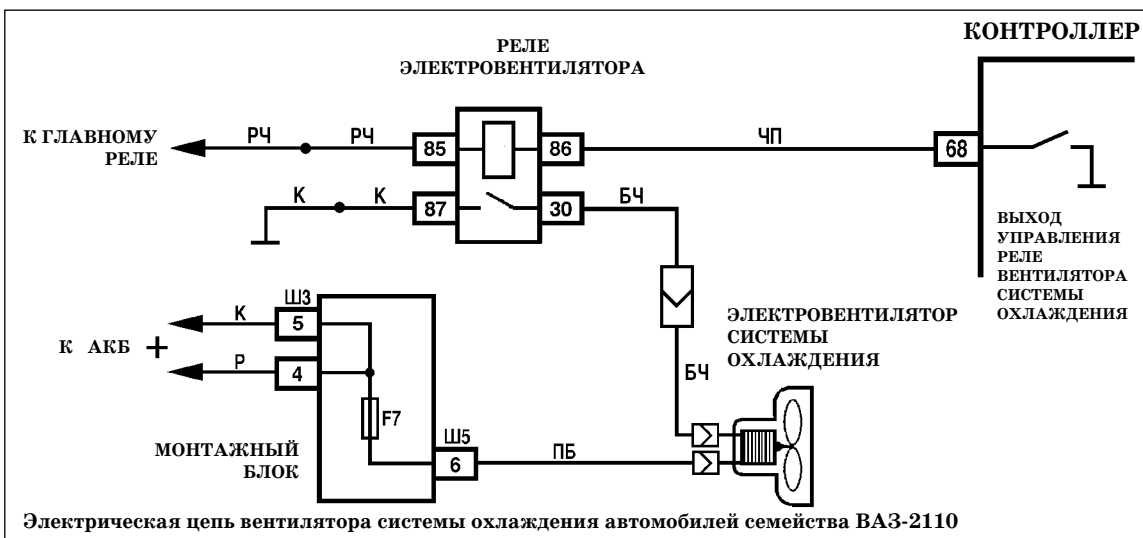 КОНТРОЛЛЕР
РЕЛЕ
ЭЛЕКТРОВЕНТИЛЯТОРА
К ГЛАВНОМУ
РЕЛЕ
РЧ
РЧ
85
86
ЧП
68
К
К
87
30
БЧ
ВЫХОД
УПРАВЛЕНИЯ
РЕЛЕ
ВЕНТИЛЯТОРА
СИСТЕМЫ
ОХЛАЖДЕНИЯ
Ш3
К АКБ +
К
5
Р
4
F7
МОНТАЖНЫЙ
БЛОК
Ш5
6
ПБ
БЧ
ЭЛЕКТРОВЕНТИЛЯТОР
СИСТЕМЫ
ОХЛАЖДЕНИЯ
Электрическая цепь вентилятора системы охлаждения автомобилей семейства ВАЗ-2110